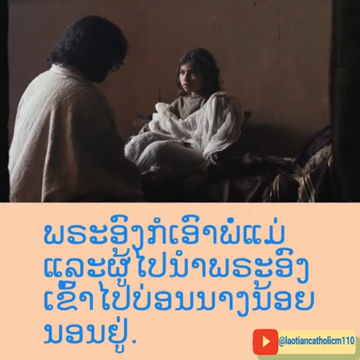 ພຣະອົງກໍເອົາພໍ່ແມ່
ແລະຜູ້ໄປນຳພຣະອົງ
ເຂົ້າໄປບ່ອນນາງນ້ອຍ
ນອນຢູ່.
@laotiancatholicm110